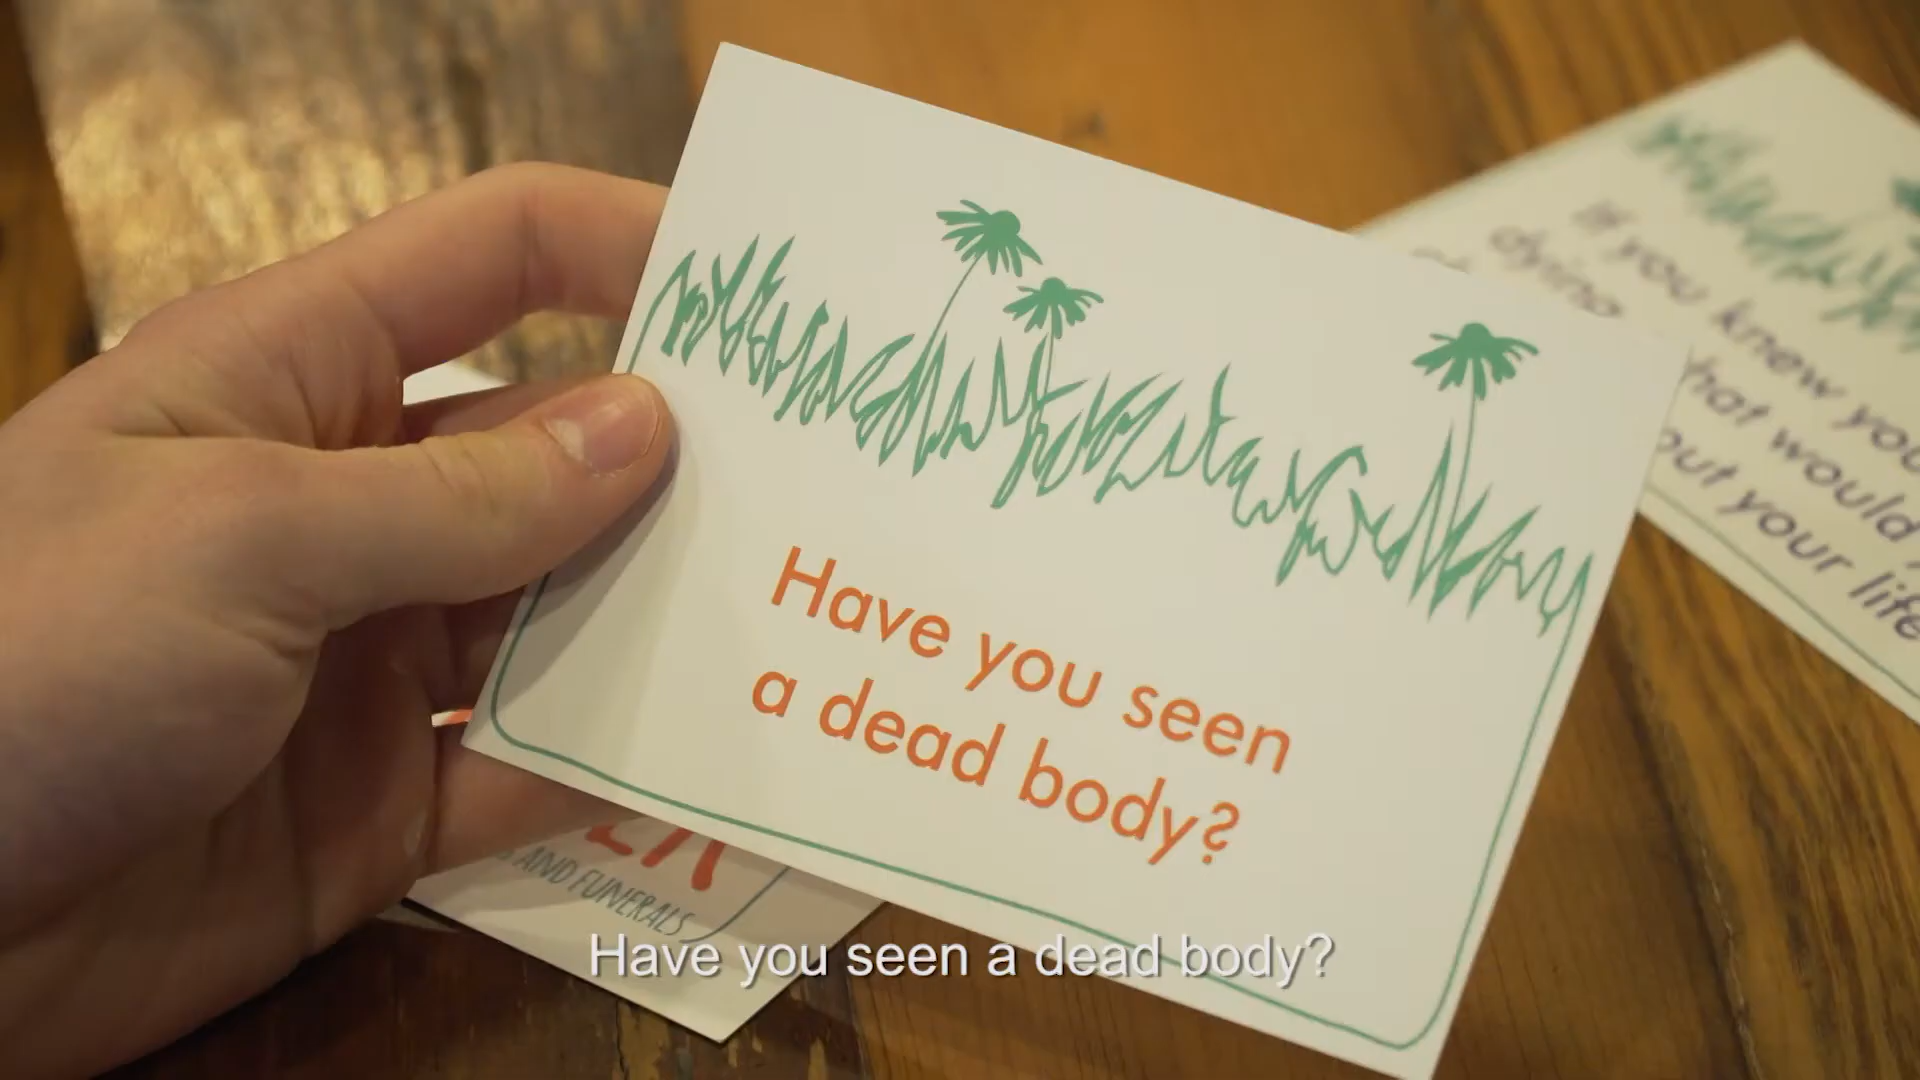 Have you seen
a dead body?
If you knew you
dying
that would
out your life
AND FUNERALS
Have you seen a dead body?